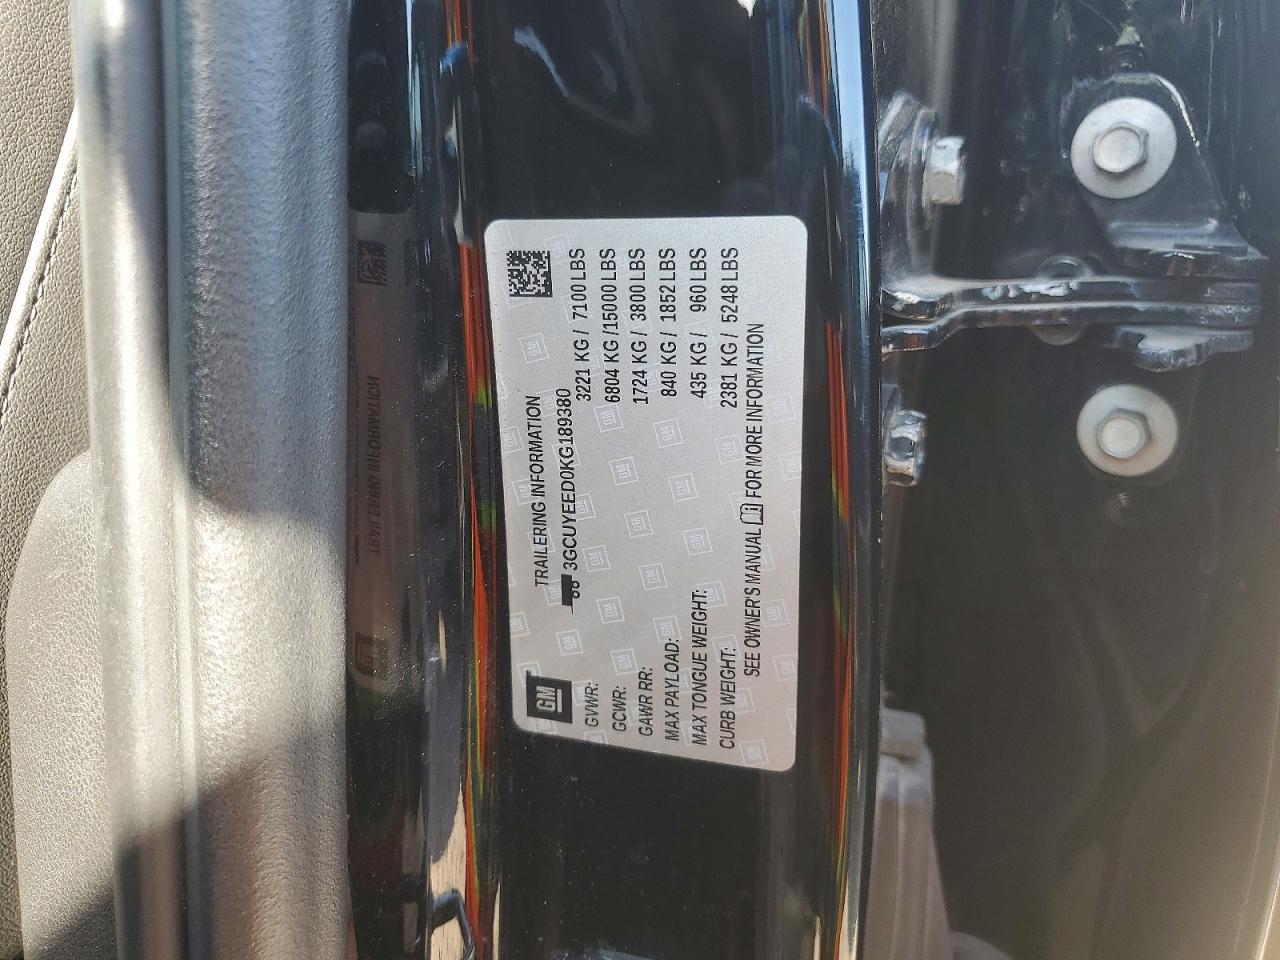 GM
TRAILERING INFORMATION
3GCUYEED0KG189380
GVWR: 3221 KG / 7100 LBS
GCWR: 6804 KG /15000 LBS
GAWR RR: 1724 KG / 3800 LBS
MAX PAYLOAD: 840 KG / 1852 LBS
MAX TONGUE WEIGHT: 435 KG / 960 LBS
CURB WEIGHT: 2381 KG / 5248 LBS
SEE OWNER'S MANUAL FOR MORE INFORMATION